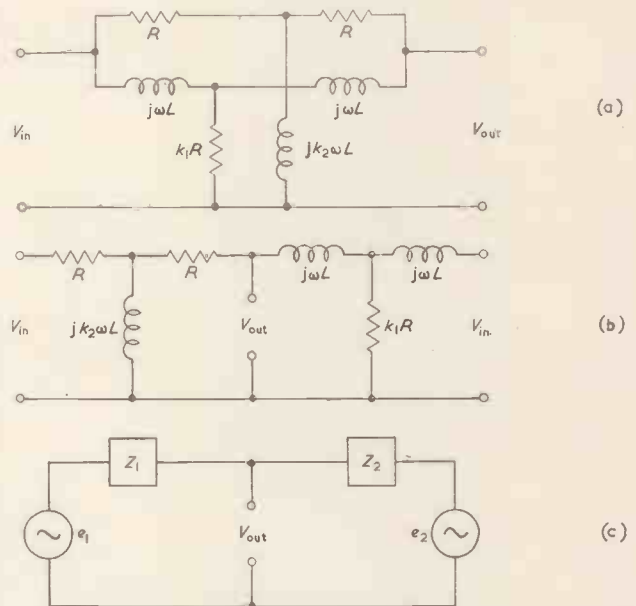 R R
jωL jωL
V_in k₁R jk₂ωL V_out (a)
R R jωL jωL
V_in jk₂ωL V_out k₁R V_in. (b)
Z₁ Z₂
e₁ V_out e₂ (c)